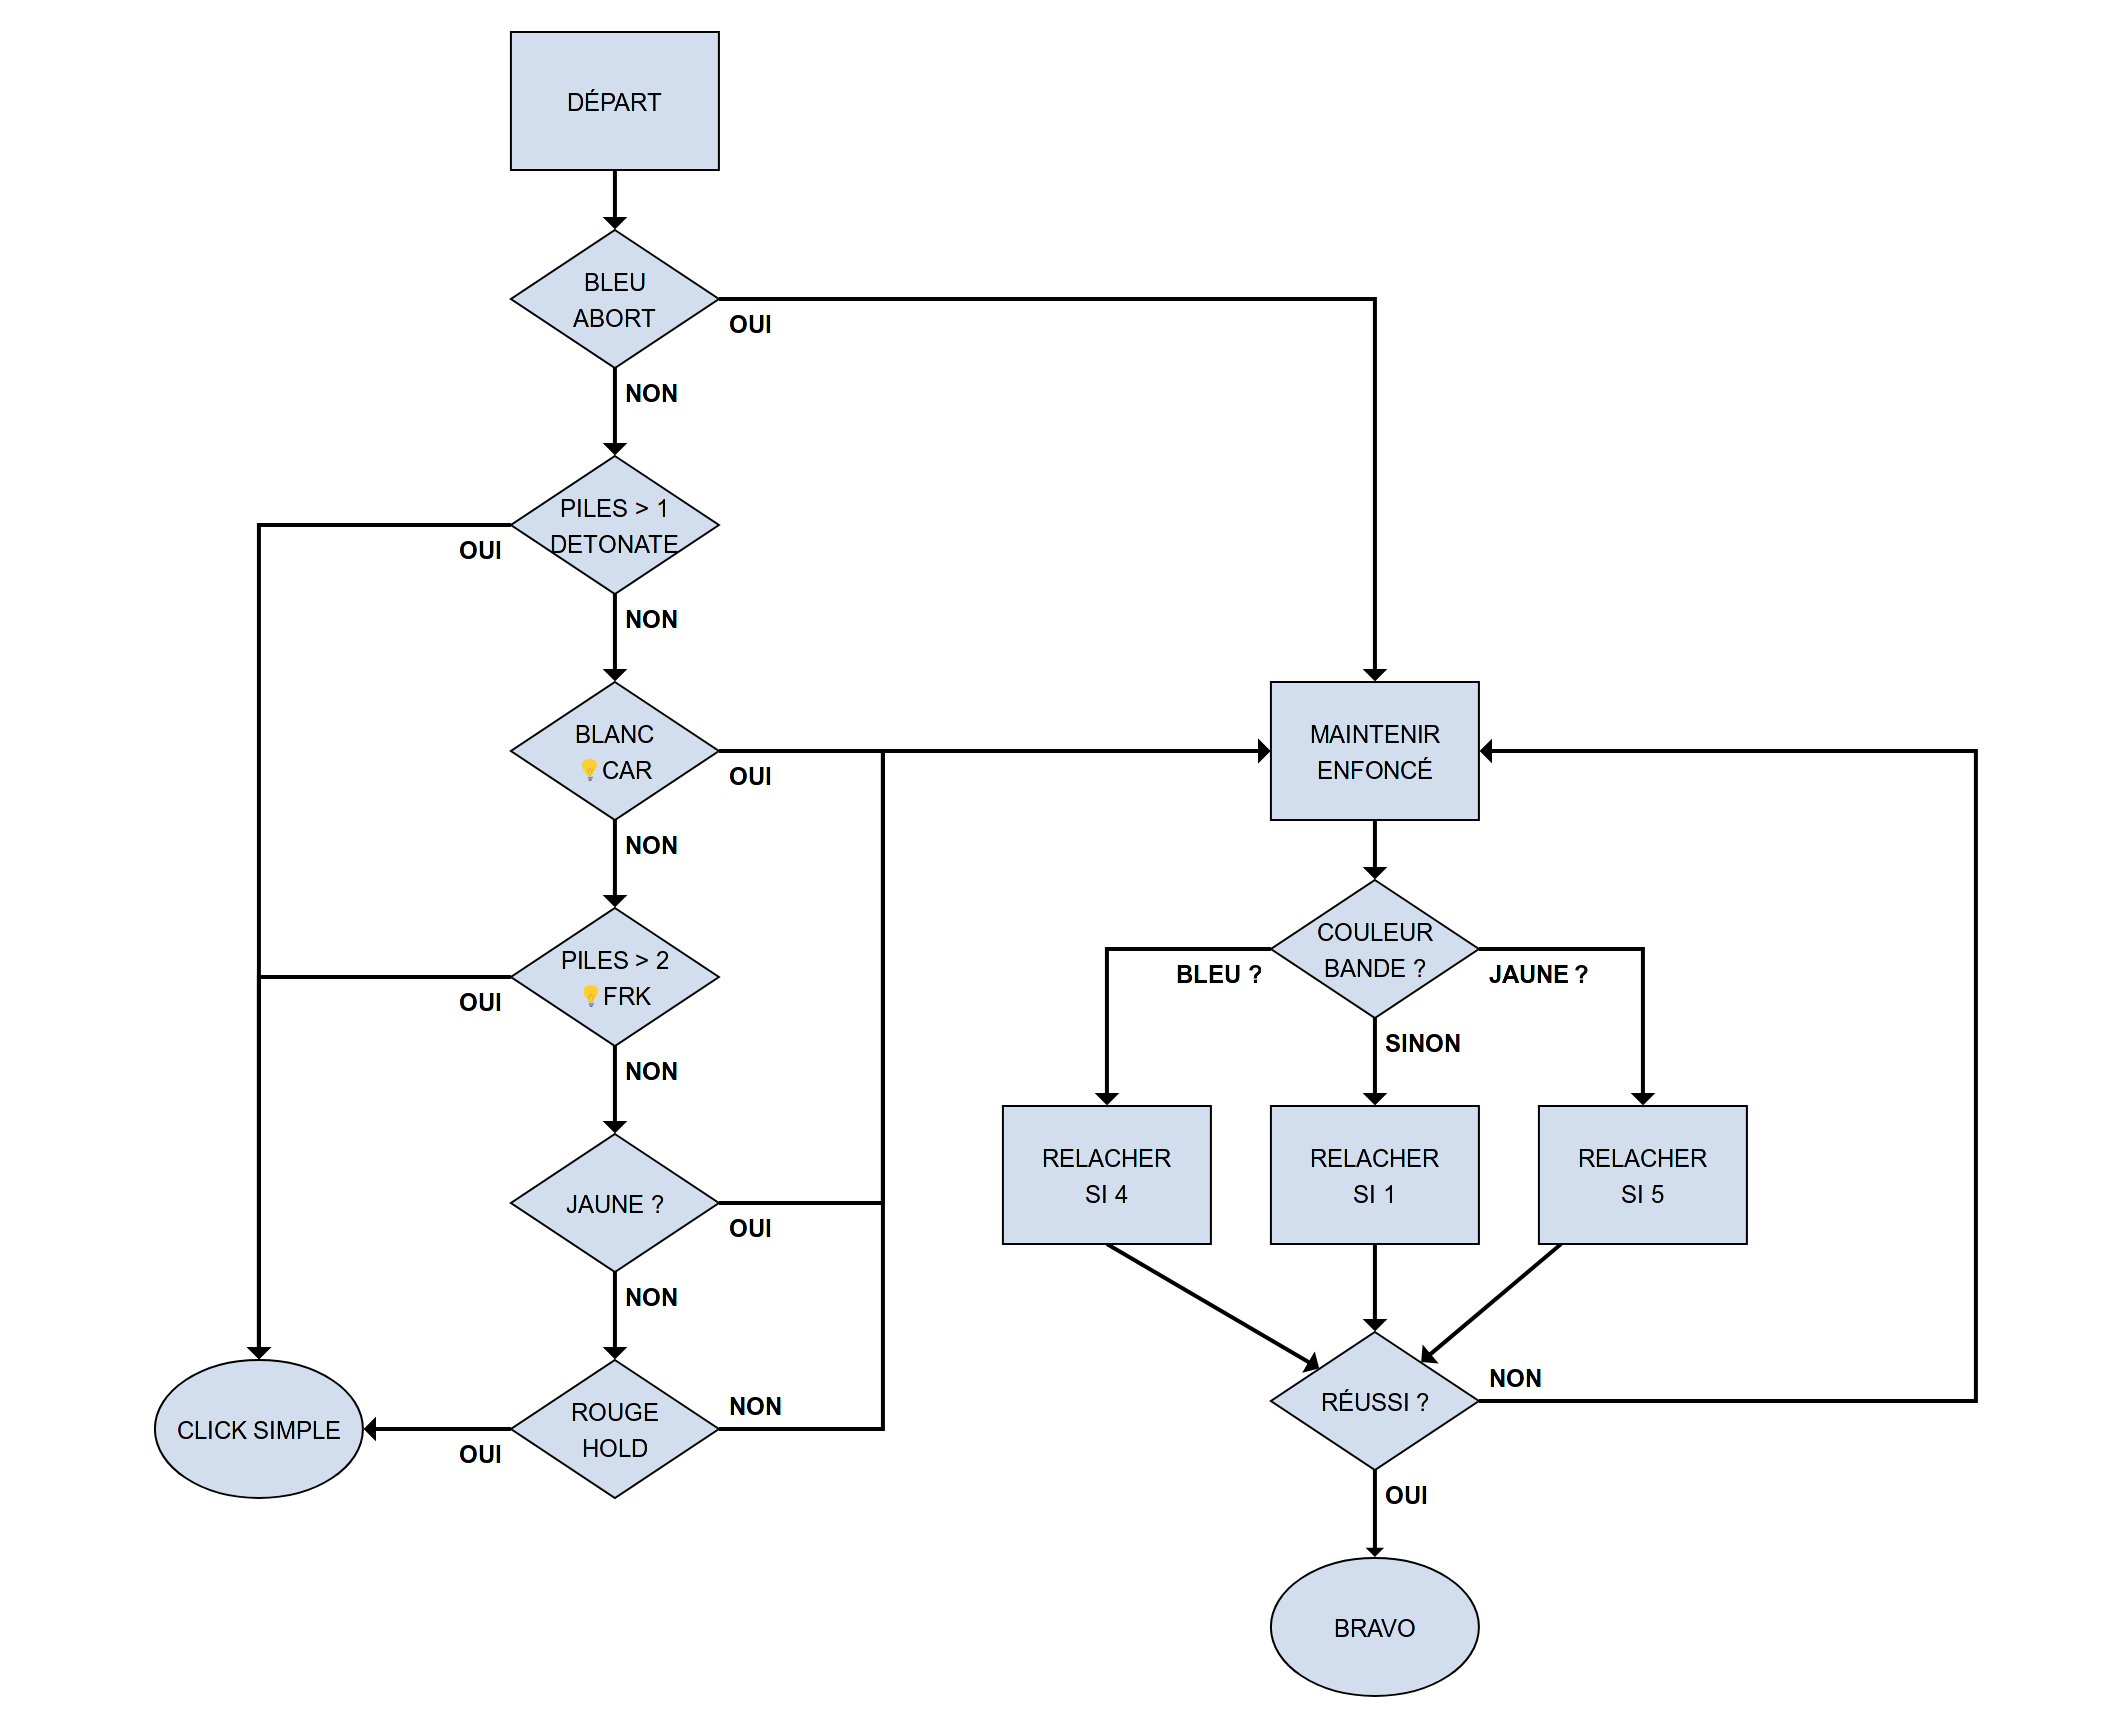 DÉPART
BLEU
ABORT
OUI
NON
PILES > 1
DETONATE
OUI
NON
BLANC
💡CAR
OUI
NON
MAINTENIR
ENFONCÉ
PILES > 2
💡FRK
OUI
NON
COULEUR
BANDE ?
BLEU ?
JAUNE ?
SINON
JAUNE ?
OUI
NON
RELACHER
SI 4
RELACHER
SI 1
RELACHER
SI 5
CLICK SIMPLE
ROUGE
HOLD
OUI
NON
RÉUSSI ?
NON
OUI
BRAVO